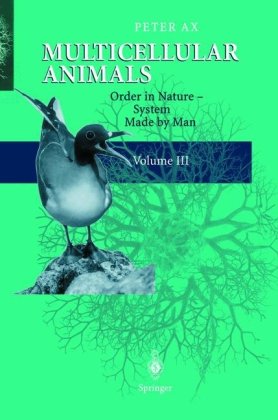 PETER AX
MULTICELLULAR
ANIMALS
Order in Nature –
System
Made by Man
Volume III
Springer